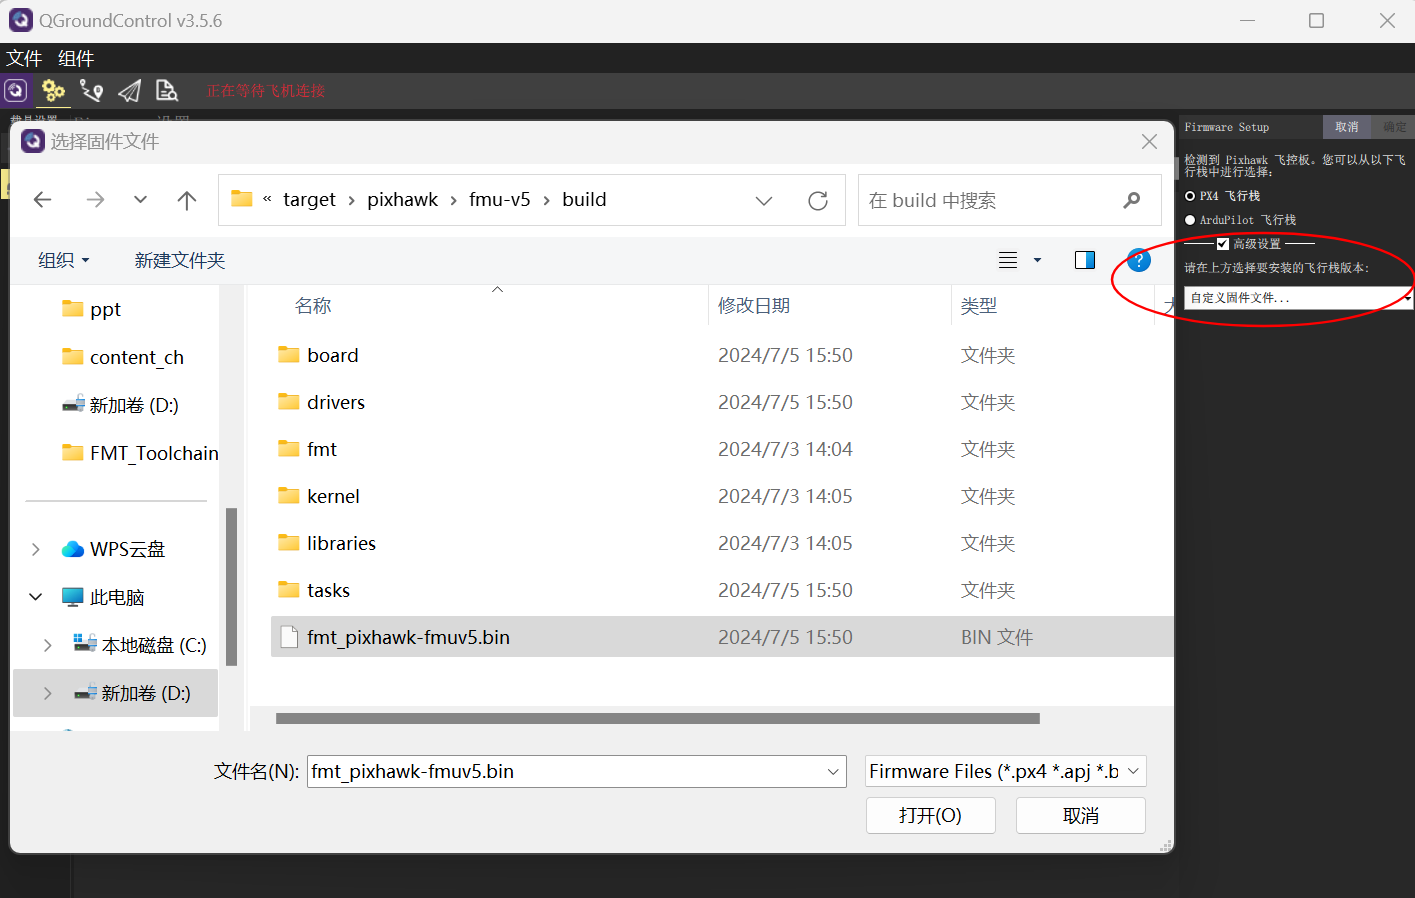 QGroundControl v3.5.6
文件 组件
正在等待飞机连接
选择固件文件
« target › pixhawk › fmu-v5 › build
在 build 中搜索
组织 新建文件夹
ppt
content_ch
新加卷 (D:)
FMT_Toolchain
WPS云盘
此电脑
本地磁盘 (C:)
新加卷 (D:)
名称 修改日期 类型
board 2024/7/5 15:50 文件夹
drivers 2024/7/5 15:50 文件夹
fmt 2024/7/3 14:04 文件夹
kernel 2024/7/3 14:05 文件夹
libraries 2024/7/3 14:05 文件夹
tasks 2024/7/5 15:50 文件夹
fmt_pixhawk-fmuv5.bin 2024/7/5 15:50 BIN 文件
文件名(N): fmt_pixhawk-fmuv5.bin Firmware Files (*.px4 *.apj *.b
打开(O) 取消
Firmware Setup 取消 确定
检测到 Pixhawk 飞控板。您可以从以下飞
行栈中进行选择:
PX4 飞行栈
ArduPilot 飞行栈
高级设置
请在上方选择要安装的飞行栈版本:
自定义固件文件...